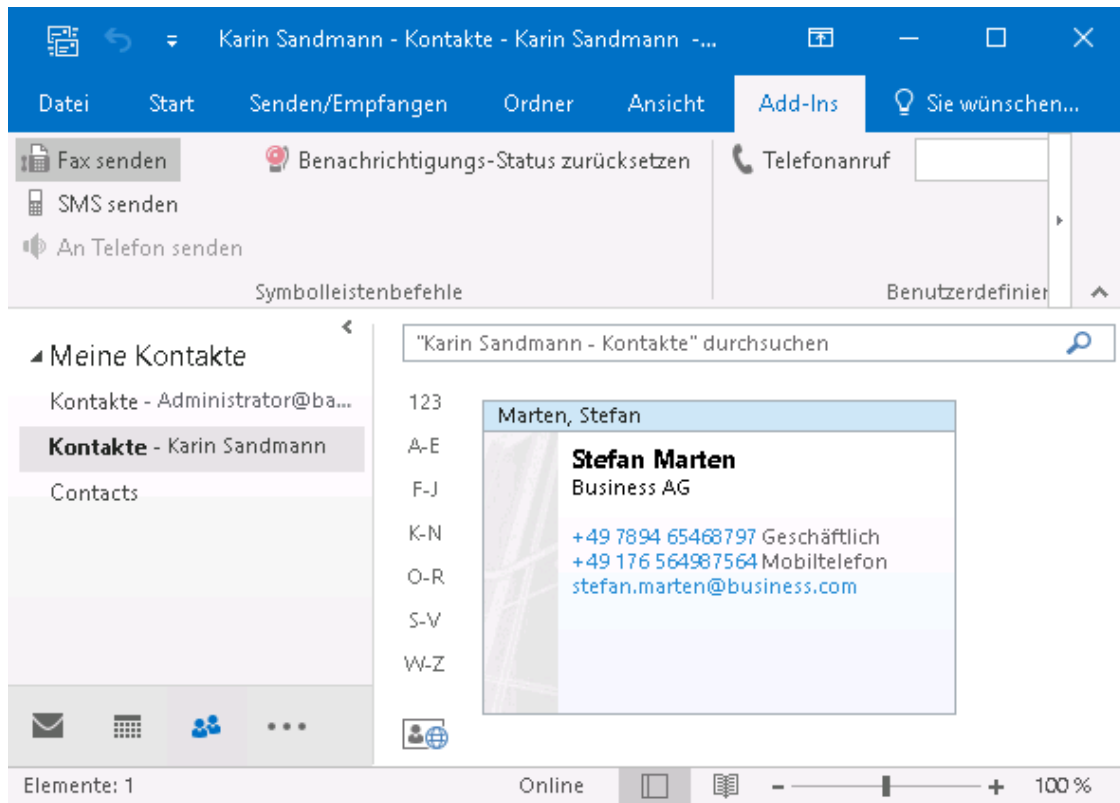 Karin Sandmann - Kontakte - Karin Sandmann -...
Datei Start Senden/Empfangen Ordner Ansicht Add-Ins Sie wünschen...
Fax senden Benachrichtigungs-Status zurücksetzen Telefonanruf
SMS senden
An Telefon senden
Symbolleistenbefehle Benutzerdefinier
Meine Kontakte
Kontakte - Administrator@ba...
Kontakte - Karin Sandmann
Contacts
"Karin Sandmann - Kontakte" durchsuchen
123
A-E
F-J
K-N
O-R
S-V
W-Z
Marten, Stefan
Stefan Marten
Business AG
+49 7894 65468797 Geschäftlich
+49 176 564987564 Mobiltelefon
stefan.marten@business.com
Elemente: 1 Online 100 %